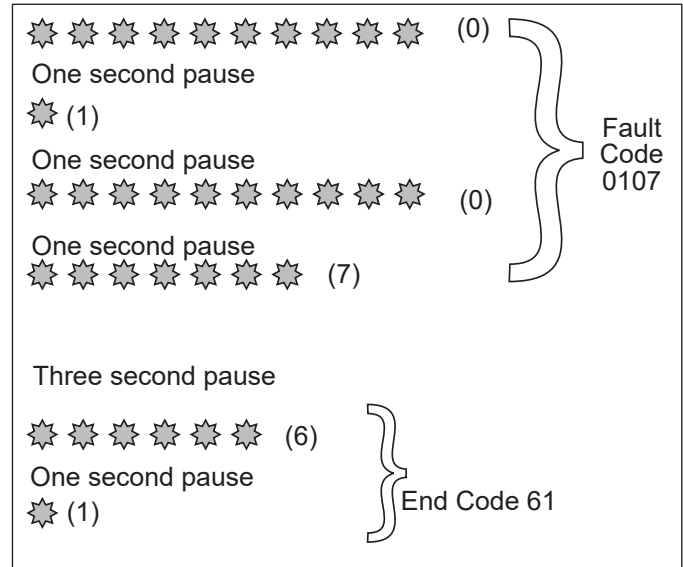 (0)
One second pause
(1)
One second pause
(0)
One second pause
(7)
Fault
Code
0107
Three second pause
(6)
One second pause
(1)
End Code 61